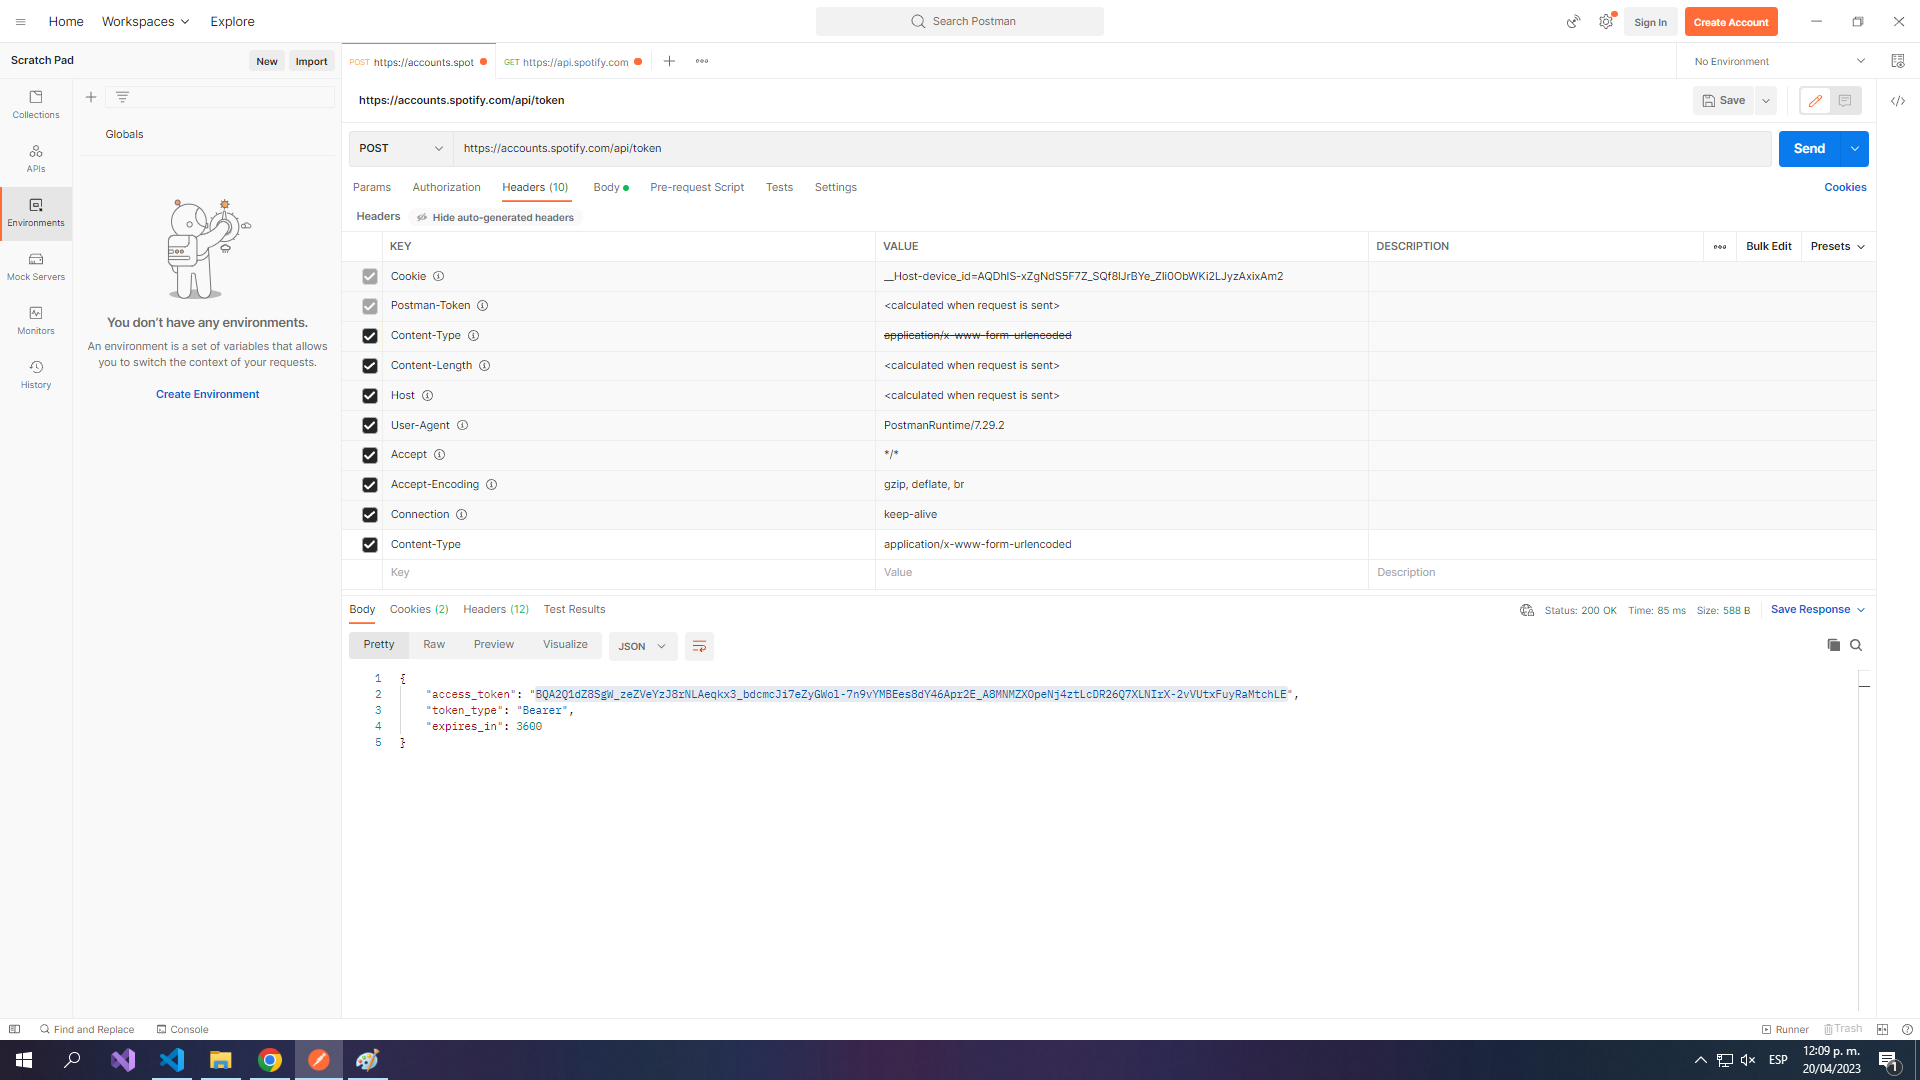 Home Workspaces Explore Search Postman Sign In Create Account
Scratch Pad New Import POST https://accounts.spot GET https://api.spotify.com No Environment
https://accounts.spotify.com/api/token Save
Collections
Globals
APIs
POST https://accounts.spotify.com/api/token Send
Params Authorization Headers (10) Body Pre-request Script Tests Settings Cookies
Environments
Headers Hide auto-generated headers
KEY VALUE DESCRIPTION Bulk Edit Presets
Mock Servers
Cookie __Host-device_id=AQDhlS-xZgNdS5F7Z_SQf8lJrBYe_Zli0ObWKi2LJyzAxixAm2
Postman-Token <calculated when request is sent>
Monitors
You don't have any environments.
An environment is a set of variables that allows
you to switch the context of your requests.
Content-Type application/x-www-form-urlencoded
Content-Length <calculated when request is sent>
History
Create Environment
Host <calculated when request is sent>
User-Agent PostmanRuntime/7.29.2
Accept */*
Accept-Encoding gzip, deflate, br
Connection keep-alive
Content-Type application/x-www-form-urlencoded
Key Value Description
Body Cookies (2) Headers (12) Test Results Status: 200 OK Time: 85 ms Size: 588 B Save Response
Pretty Raw Preview Visualize JSON
1 {
2 "access_token": "BQA2Q1dZ8SgW_zeZVeYzJ8rNLAeqkx3_bdcmcJi7eZyGWol-7n9vYMBEes8dY46Apr2E_A8MNMZXOpeNj4ztLcDR26Q7XLNIrX-2vVUtxFuyRaMtchLE",
3 "token_type": "Bearer",
4 "expires_in": 3600
5 }
Find and Replace Console Runner Trash
ESP 12:09 p. m.
20/04/2023 1